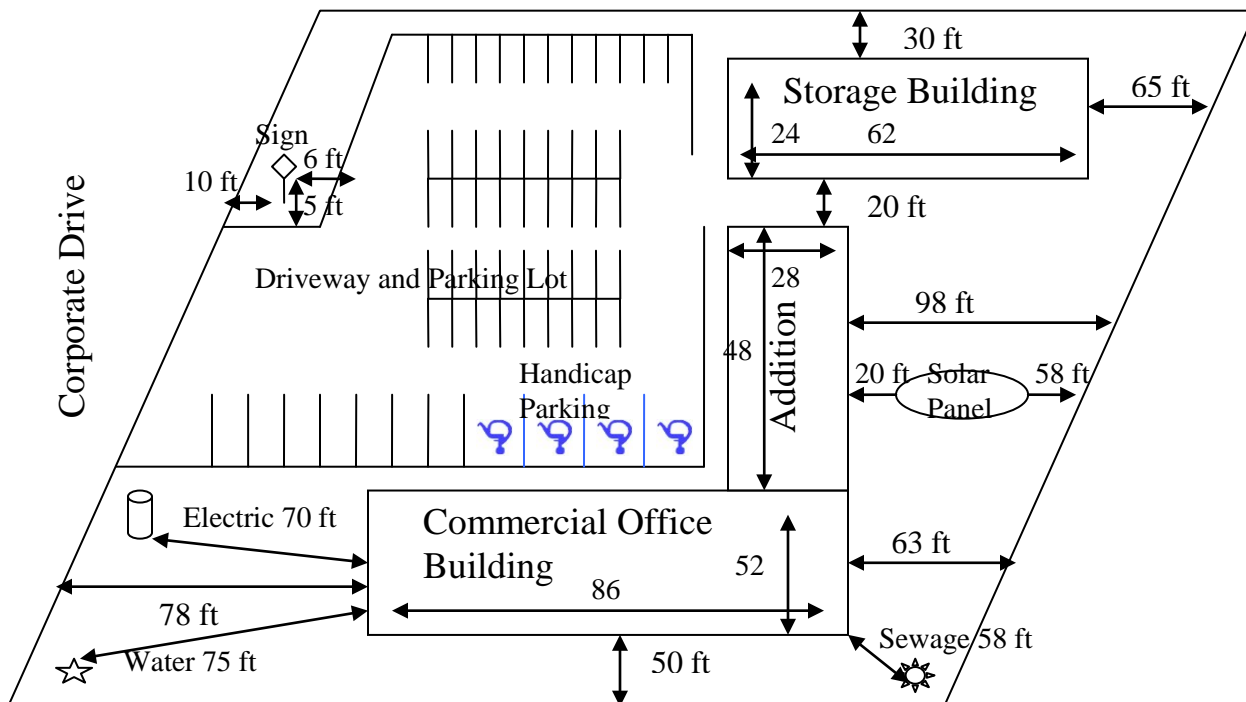 30 ft
Storage Building
65 ft
24
62
Sign
6 ft
10 ft
5 ft
20 ft
Corporate Drive
Driveway and Parking Lot
28
98 ft
48
Addition
Handicap
Parking
20 ft
Solar
Panel
58 ft
Electric 70 ft
Commercial Office
Building
52
63 ft
86
78 ft
Water 75 ft
50 ft
Sewage 58 ft